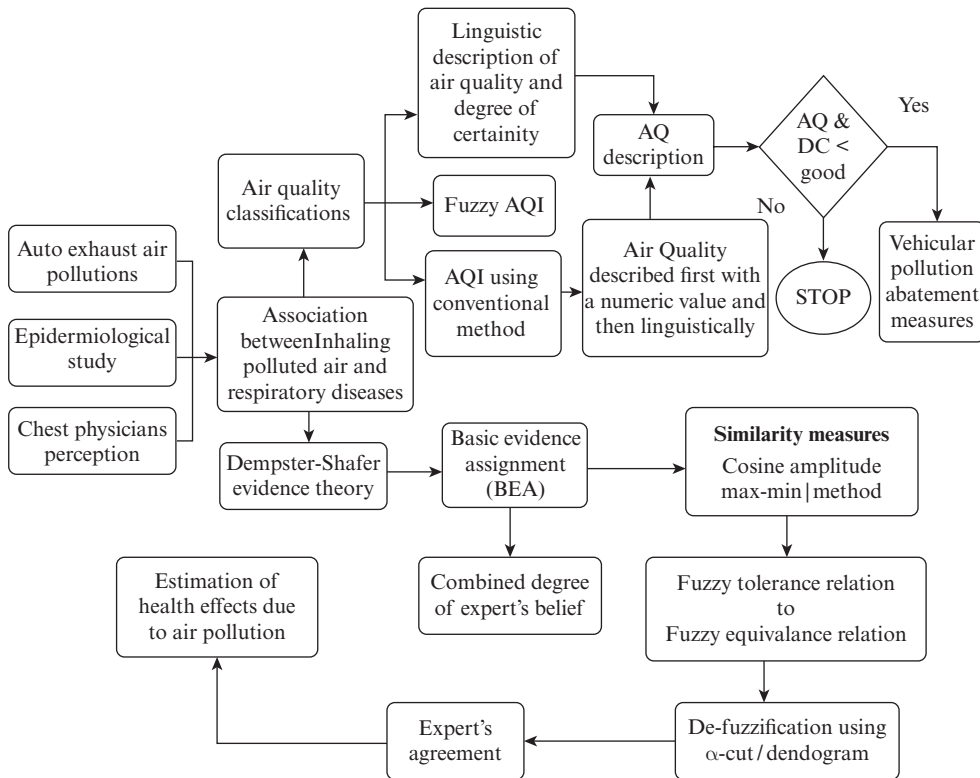 Linguistic
description of
air quality and
degree of
certainity
AQ
description
AQ &
DC <
good
Yes
No
Air quality
classifications
Fuzzy AQI
Auto exhaust air
pollutions
AQI using
conventional
method
Air Quality
described first with
a numeric value and
then linguistically
STOP
Vehicular
pollution
abatement
measures
Epidermiological
study
Association
betweenInhaling
polluted air and
respiratory diseases
Chest physicians
perception
Dempster-Shafer
evidence theory
Basic evidence
assignment
(BEA)
Similarity measures
Cosine amplitude
max-min|method
Combined degree
of expert's belief
Fuzzy tolerance relation
to
Fuzzy equivalance relation
Estimation of
health effects due
to air pollution
Expert's
agreement
De-fuzzification using
α-cut/dendogram